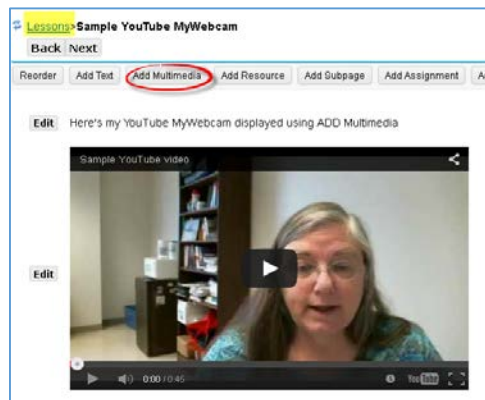 Lessons>Sample YouTube MyWebcam
Back Next
Reorder Add Text Add Multimedia Add Resource Add Subpage Add Assignment A
Edit Here's my YouTube MyWebcam displayed using ADD Multimedia
Sample YouTube video
Edit
0:00 / 0:45 YouTube